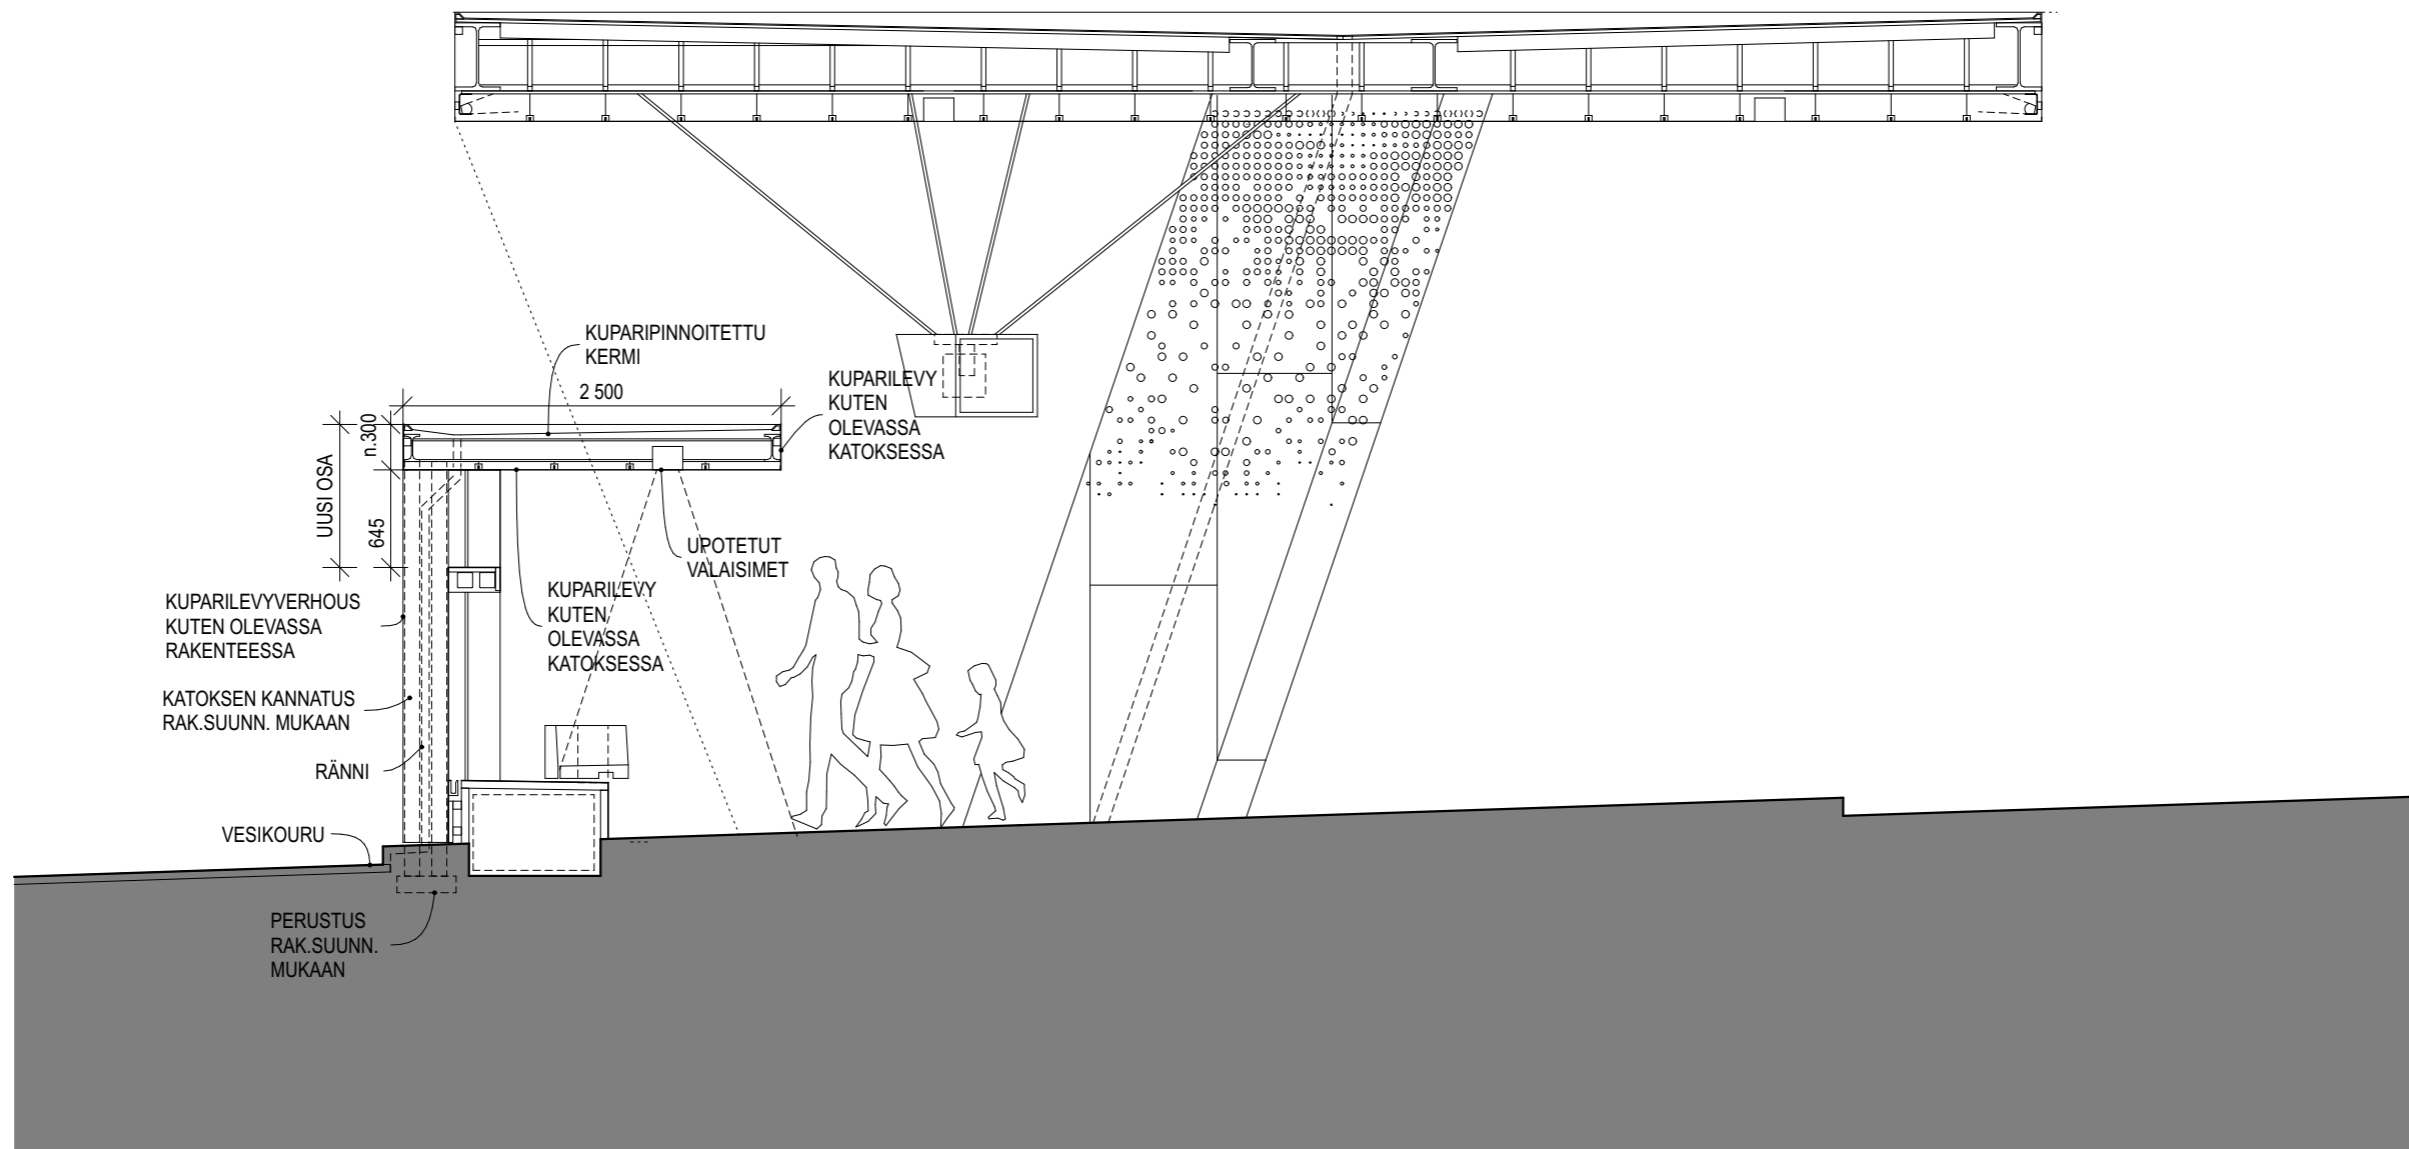 KUPARIPINNOITETTU
KERMI
2 500
KUPARILEVY
KUTEN
OLEVASSA
KATOKSESSA
n.300
UUSI OSA
645
UPOTETUT
VALAISIMET
KUPARILEVY
KUTEN
OLEVASSA
KATOKSESSA
KUPARILEVYVERHOUS
KUTEN OLEVASSA
RAKENTEESSA
KATOKSEN KANNATUS
RAK.SUUNN. MUKAAN
RÄNNI
VESIKOURU
PERUSTUS
RAK.SUUNN.
MUKAAN